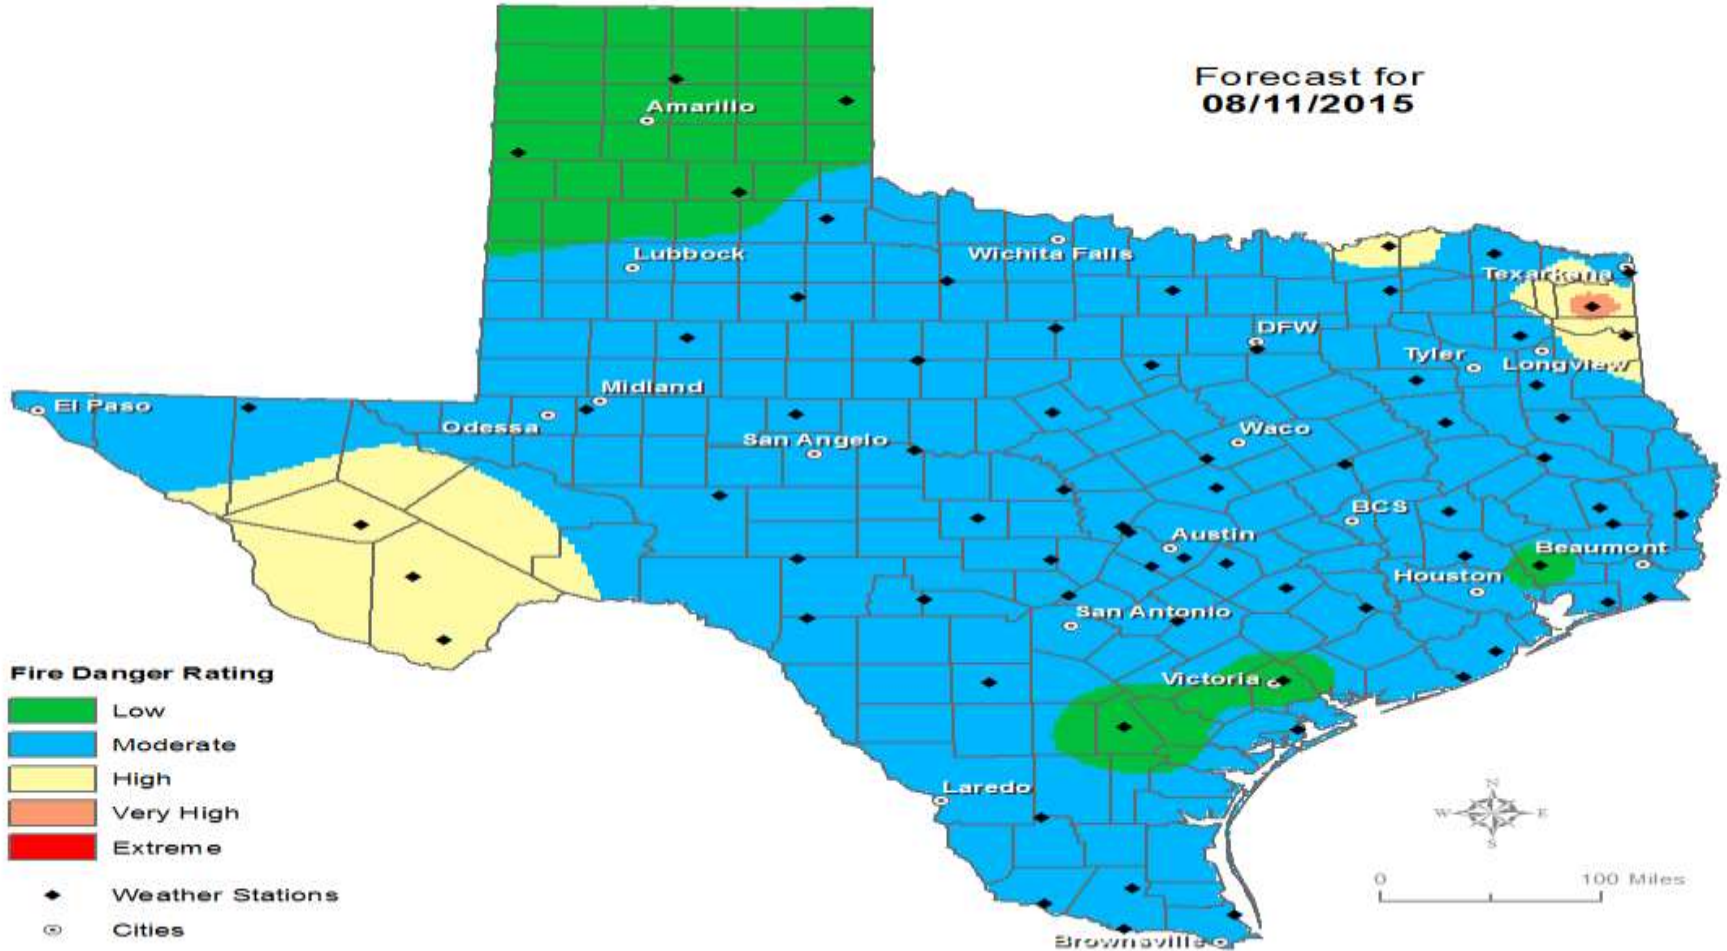 Forecast for
08/11/2015
Amarillo
Lubbock
Wichita Falls
Texarkana
DFW
Tyler
Longview
Midland
El Paso
Odessa
San Angelo
Waco
BCS
Austin
Beaumont
Houston
San Antonio
Victoria
Laredo
Brownsville
Fire Danger Rating
Low
Moderate
High
Very High
Extreme
Weather Stations
Cities
N
W
E
S
0
100 Miles